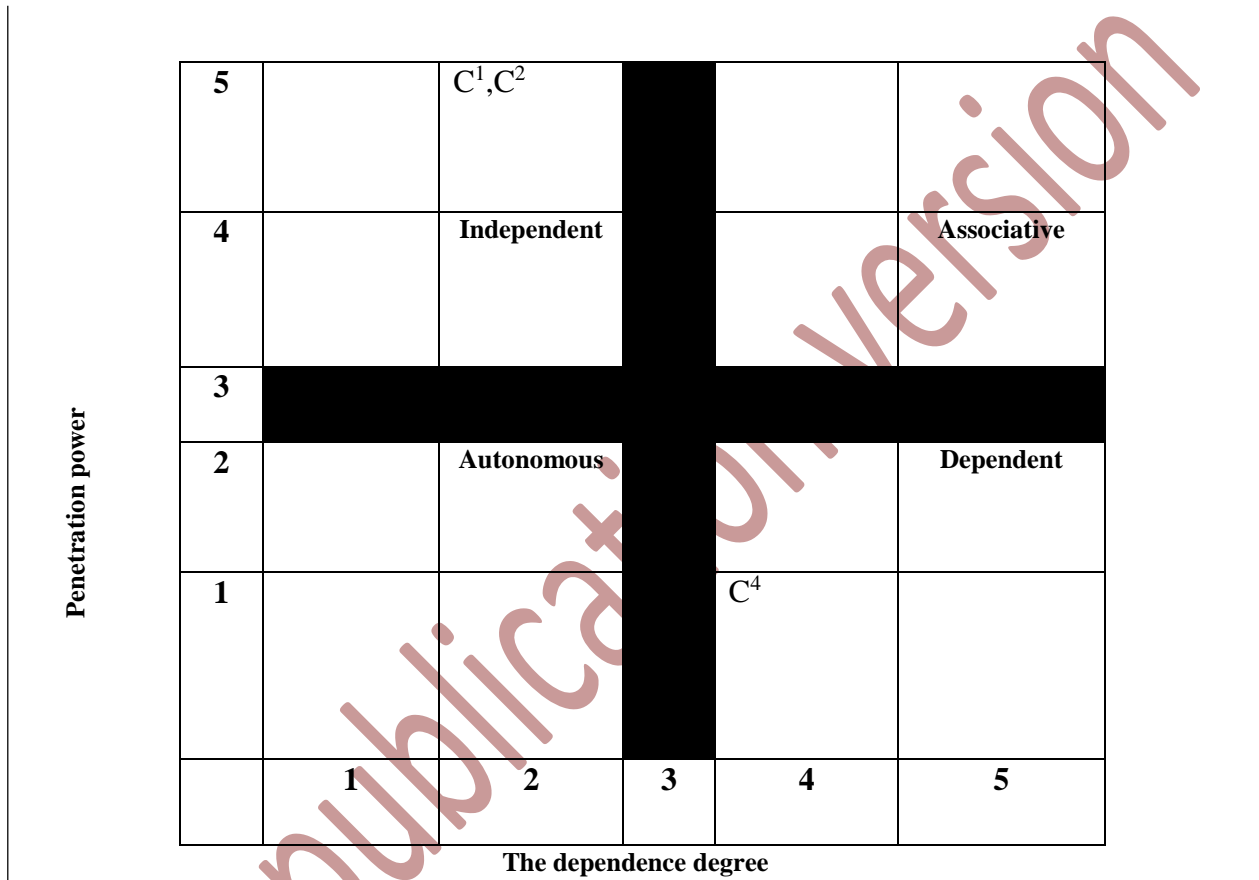 5 C¹,C²
4 Independent Associative
3
2 Autonomous Dependent
1 C⁴
1 2 3 4 5
Penetration power
The dependence degree
publication version